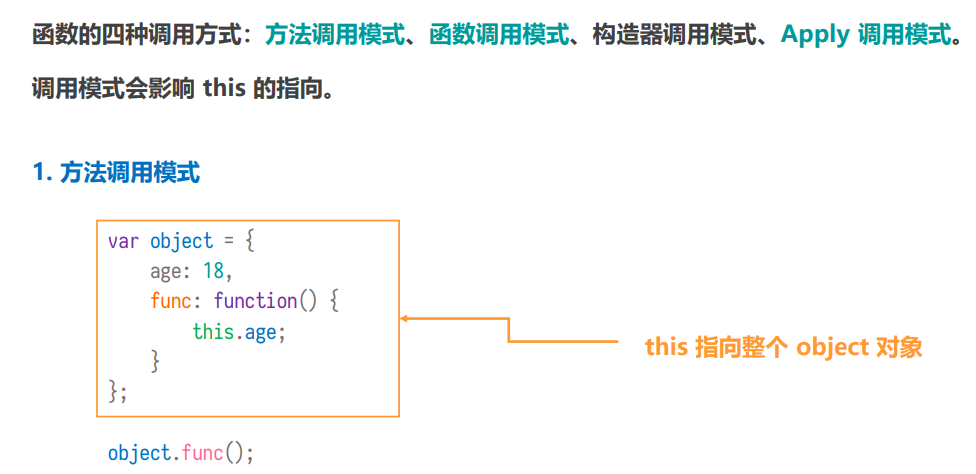 函数的四种调用方式：方法调用模式、函数调用模式、构造器调用模式、Apply 调用模式。
调用模式会影响 this 的指向。
1. 方法调用模式
var object = {
    age: 18,
    func: function() {
        this.age;
    }
};
this 指向整个 object 对象
object.func();